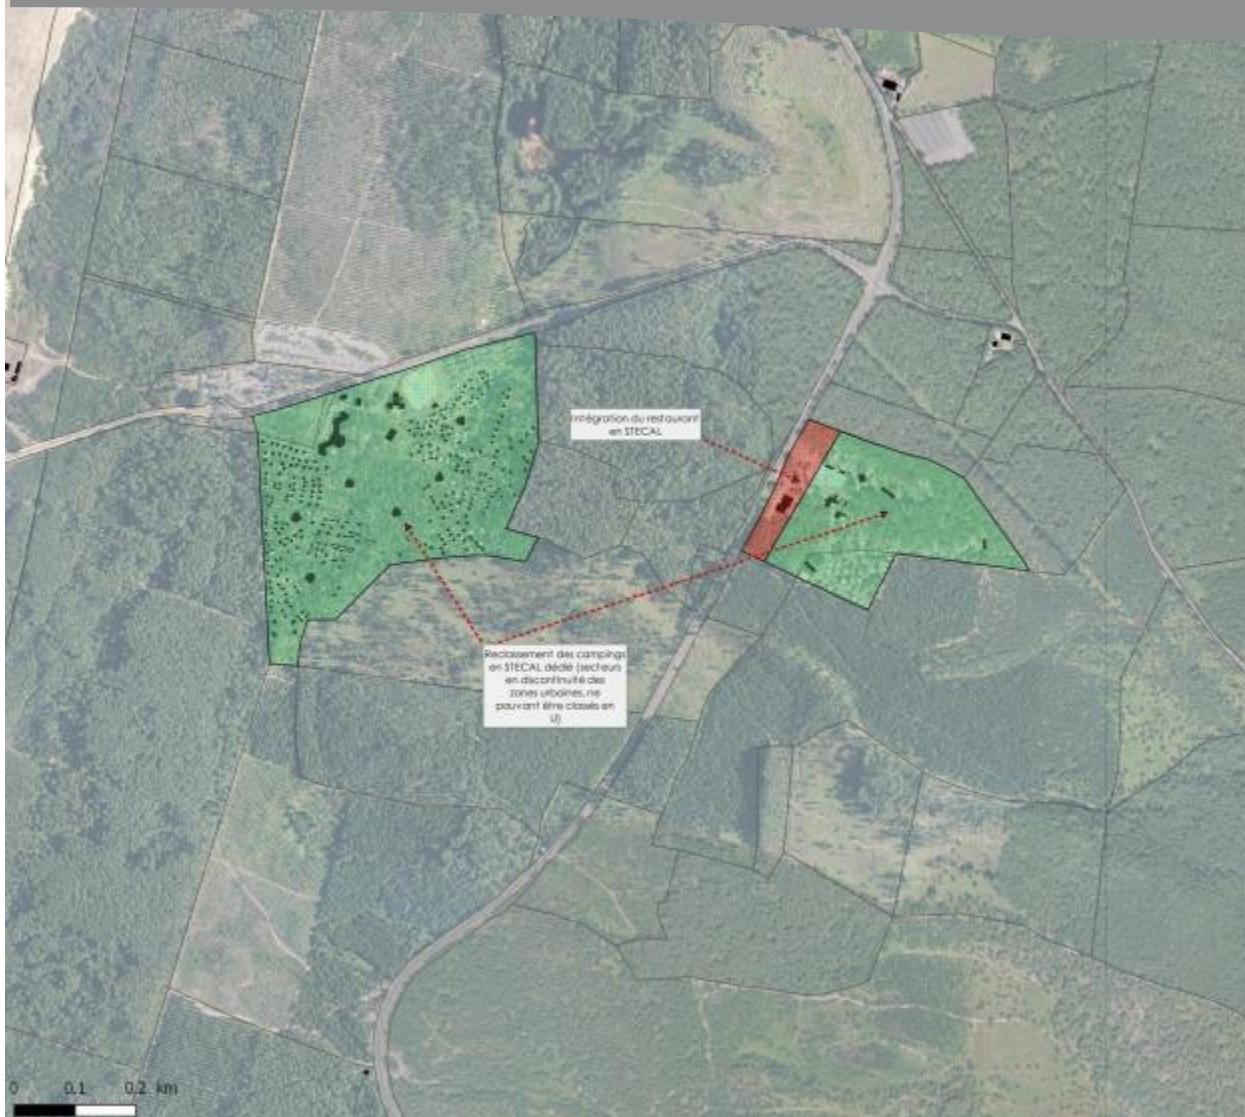 Intégration du restaurant
en STECAL
Reclassement des campings
en STECAL dédié (secteurs
en discontinuité des
zones urbaines, ne
pouvant être classés en
U)
0 0.1 0.2 km